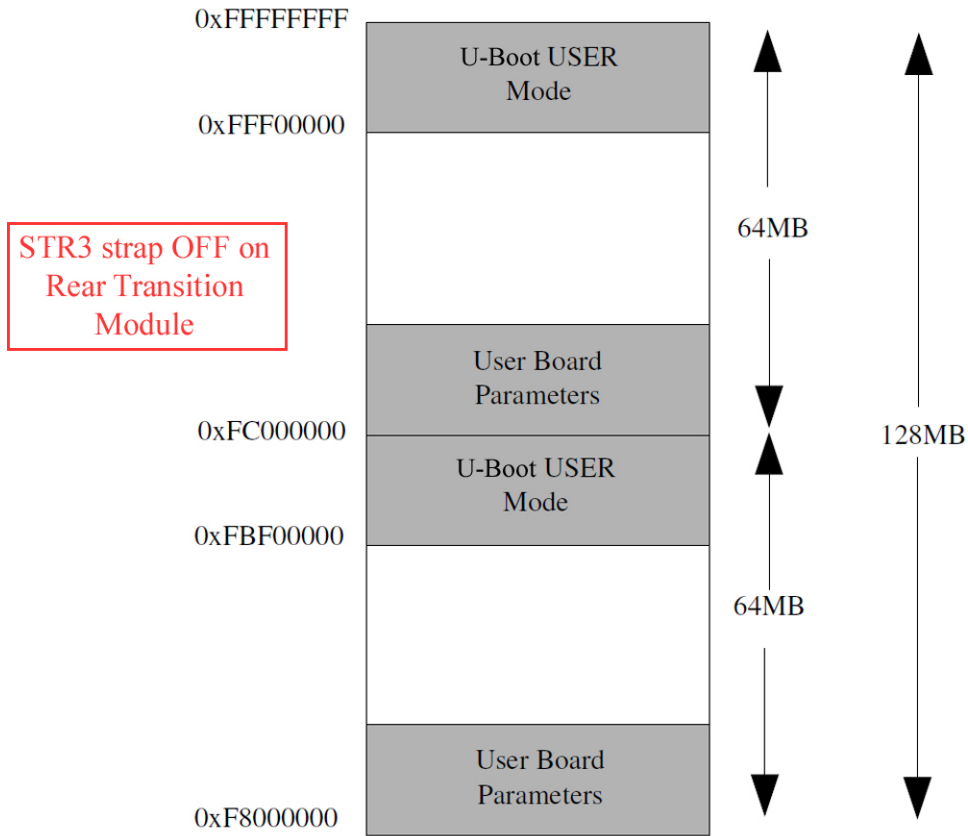 0xFFFFFFFF
U-Boot USER
Mode
0xFFF00000
64MB
STR3 strap OFF on
Rear Transition
Module
User Board
Parameters
0xFC000000
128MB
U-Boot USER
Mode
0xFBF00000
64MB
User Board
Parameters
0xF8000000